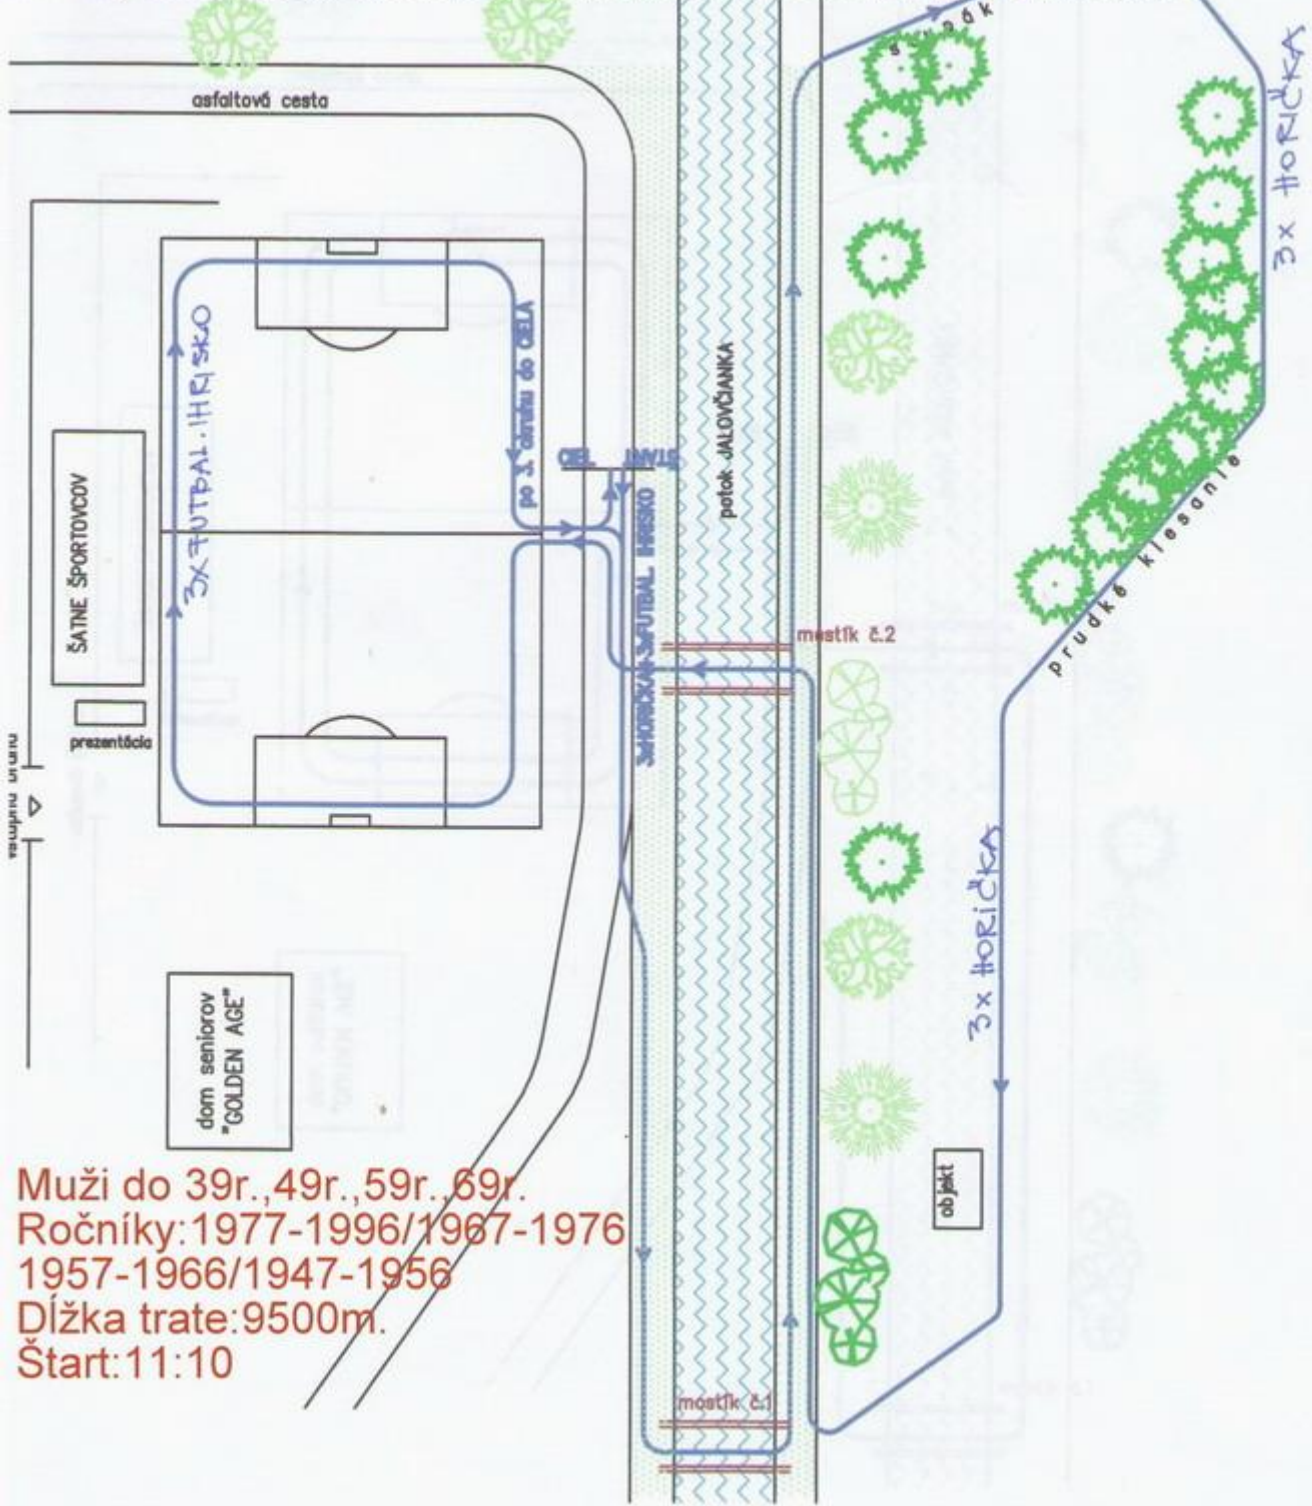 asfaltová cesta
3x HORIČKA
3X FUTBAL. IHRISKO
po 3. okruhu do CIEĽA
CIEĽ
ŠTART
ŠATNE ŠPORTOVCOV
potok JALOVČIANKA
prudké klesanie
3xHORIČKA+3xFUTBAL. IHRISKO
mostík č.2
prezentácia
3x HORIČKA
dom seniorov
"GOLDEN AGE"
objekt
Muži do 39r.,49r.,59r.,69r.
Ročníky:1977-1996/1967-1976
1957-1966/1947-1956
Dĺžka trate:9500m.
Štart:11:10
mostík č.1